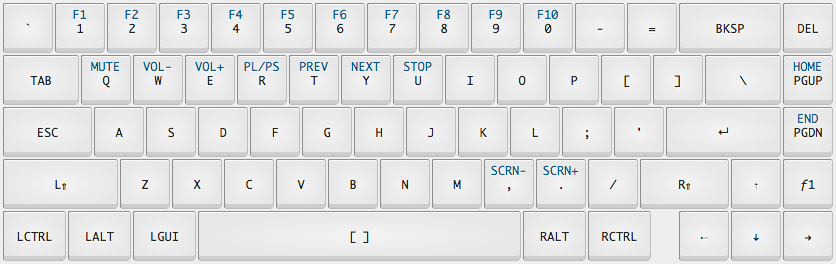 F1 F2 F3 F4 F5 F6 F7 F8 F9 F10
` 1 2 3 4 5 6 7 8 9 0 - = BKSP DEL
MUTE VOL- VOL+ PL/PS PREV NEXT STOP HOME
TAB Q W E R T Y U I O P [ ] \ PGUP
END
ESC A S D F G H J K L ; ' ↵ PGDN
SCRN- SCRN+
L⇧ Z X C V B N M , . / R⇧ ↑ ƒ1
LCTRL LALT LGUI [ ] RALT RCTRL ← ↓ →